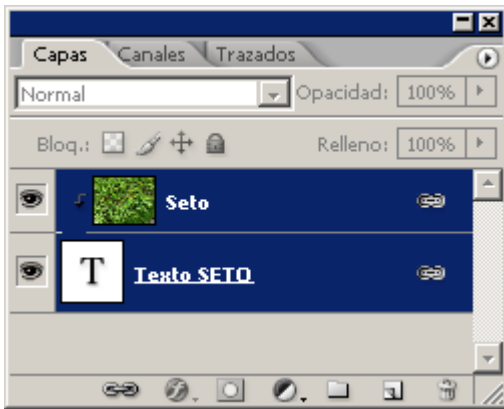 Capas Canales Trazados
Normal Opacidad: 100%
Bloq.: Relleno: 100%
Seto
T Texto SETO